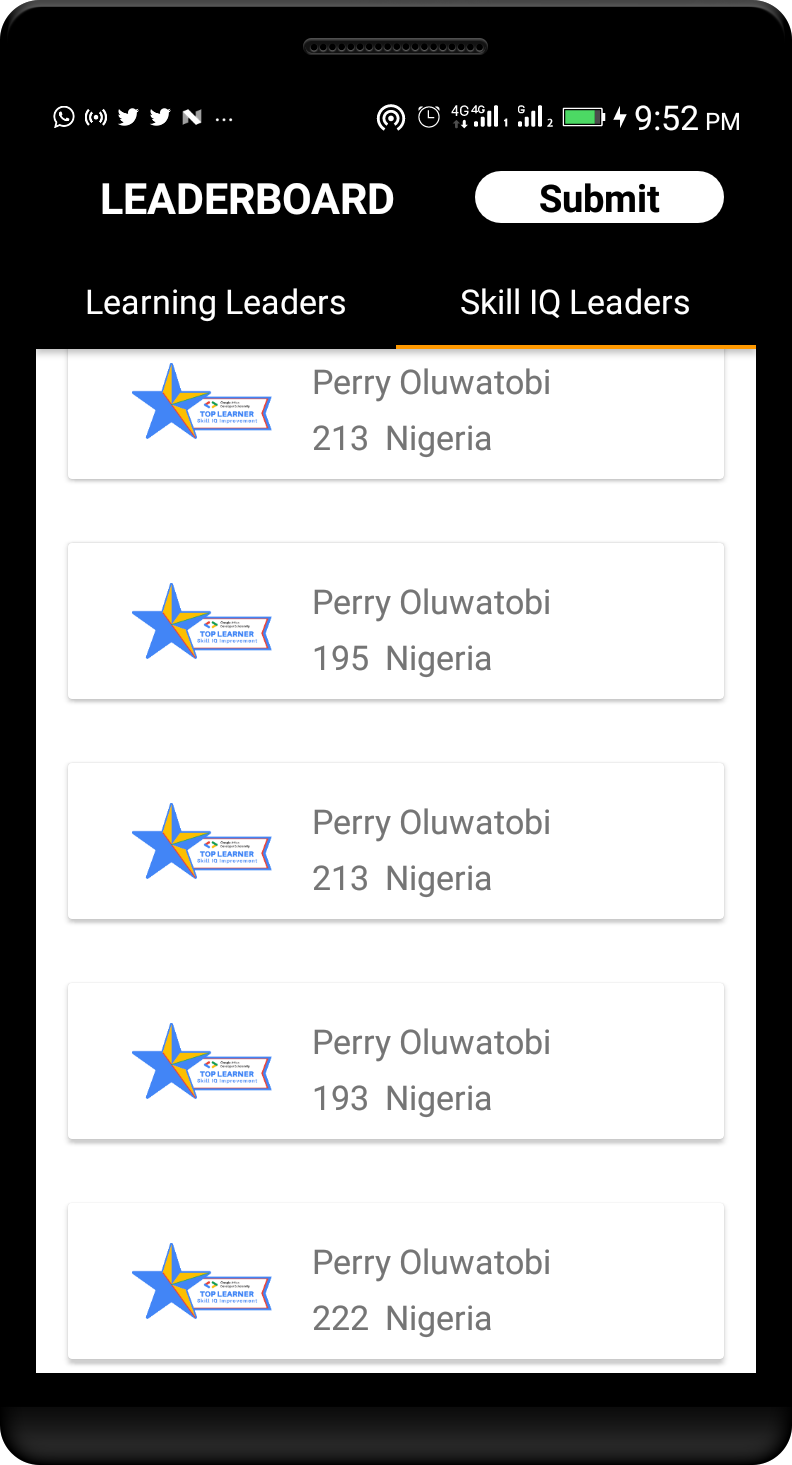 4G 4G 1 G 2 9:52 PM
LEADERBOARD Submit
Learning Leaders Skill IQ Leaders
TOP LEARNER
Skill IQ Improvement
Perry Oluwatobi
213 Nigeria
TOP LEARNER
Skill IQ Improvement
Perry Oluwatobi
195 Nigeria
TOP LEARNER
Skill IQ Improvement
Perry Oluwatobi
213 Nigeria
TOP LEARNER
Skill IQ Improvement
Perry Oluwatobi
193 Nigeria
TOP LEARNER
Skill IQ Improvement
Perry Oluwatobi
222 Nigeria